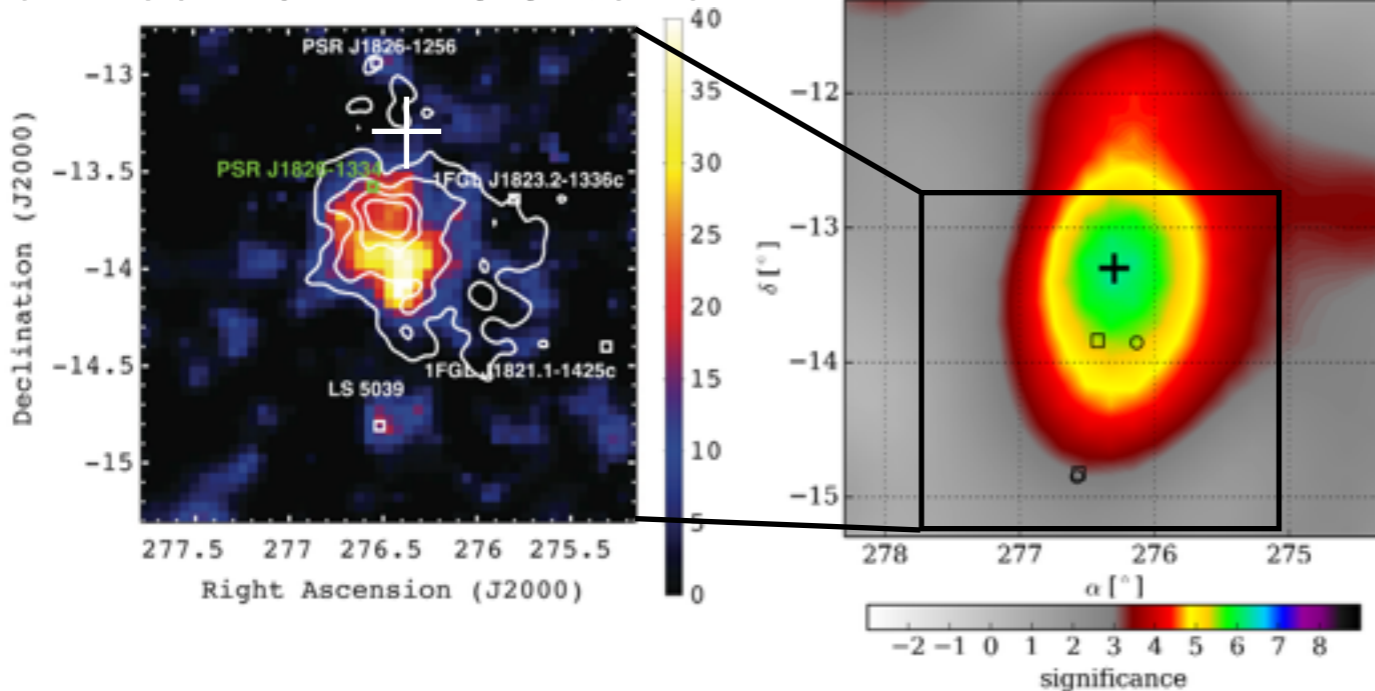 PSR J1826-1256
PSR J1826-1334
1FGL J1823.2-1336c
1FGL J1821.1-1425c
LS 5039
−13
−13.5
−14
−14.5
−15
Declination (J2000)
277.5 277 276.5 276 275.5
Right Ascension (J2000)
40
35
30
25
20
15
10
5
0
−12
−13
−14
−15
δ [°]
278 277 276 275
α [°]
−2 −1 0 1 2 3 4 5 6 7 8
significance